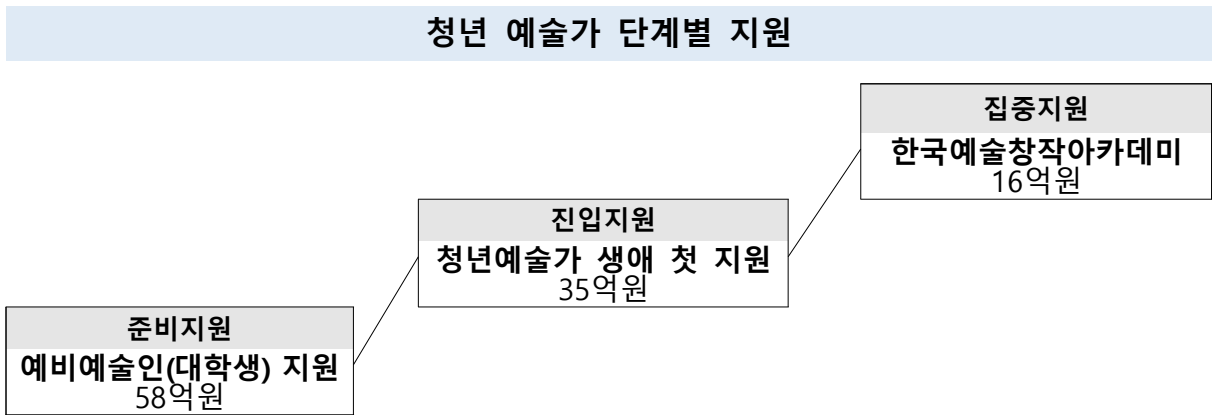 청년 예술가 단계별 지원
집중지원
한국예술창작아카데미
16억원
진입지원
청년예술가 생애 첫 지원
35억원
준비지원
예비예술인(대학생) 지원
58억원